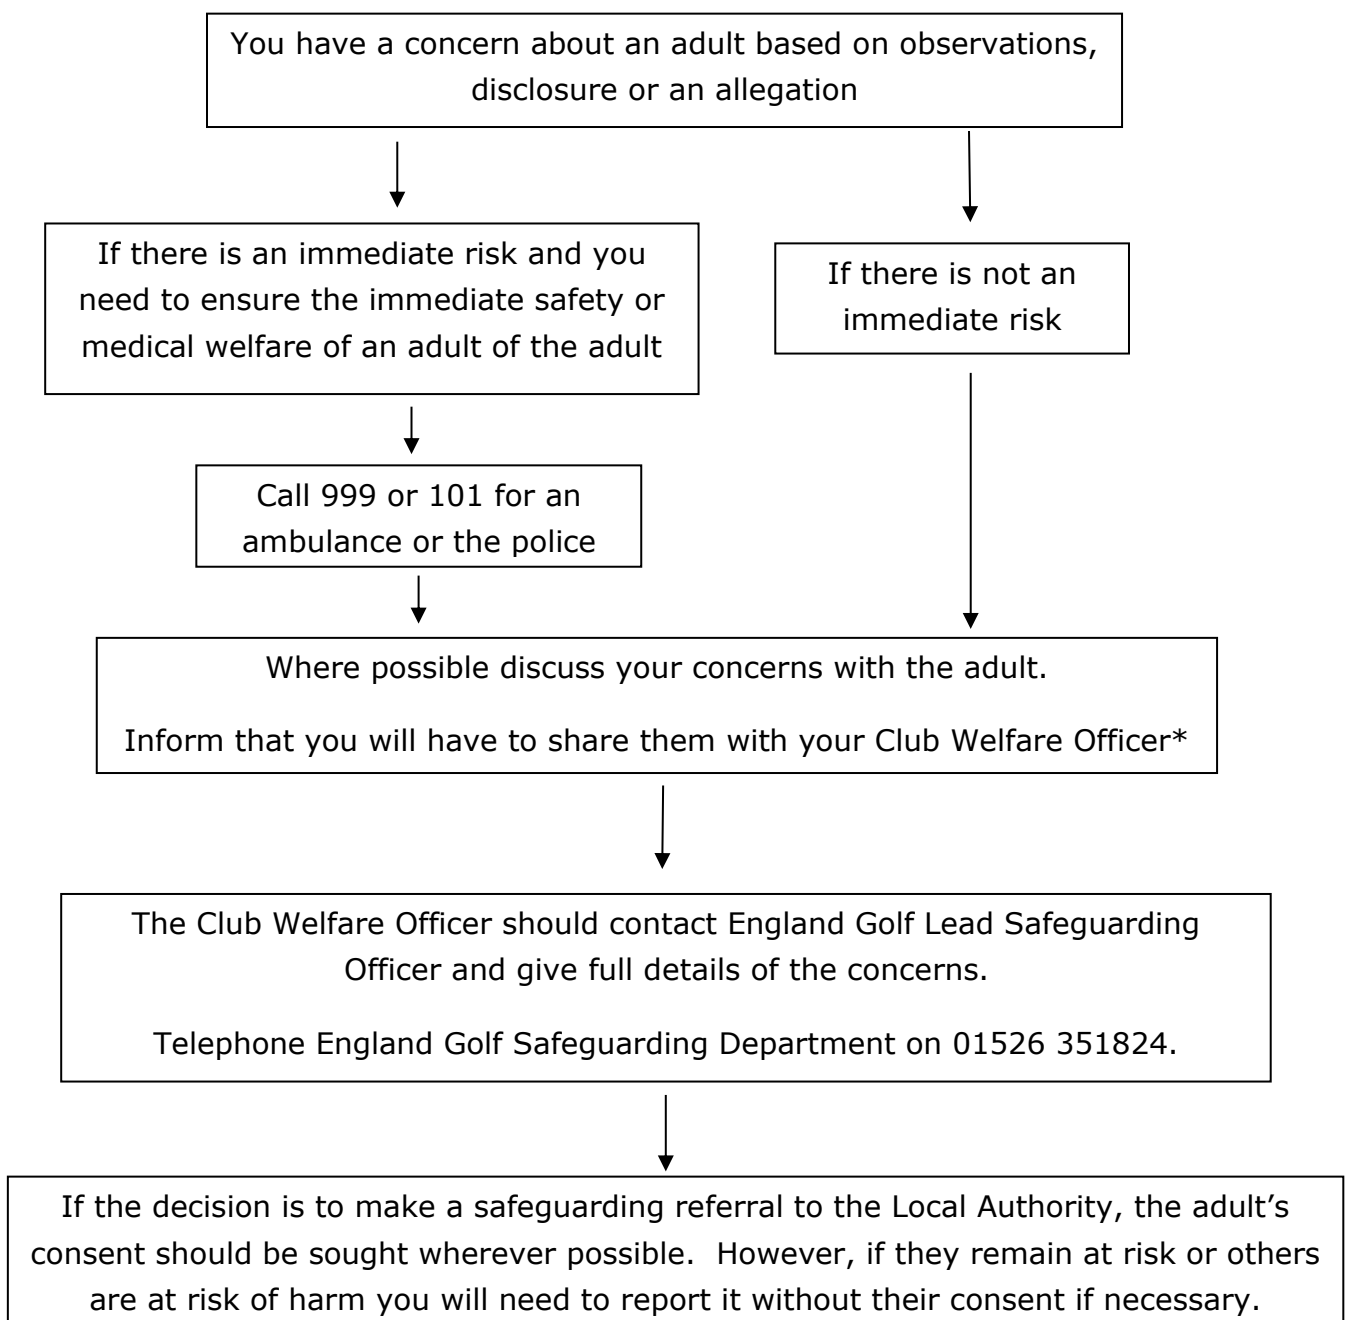 You have a concern about an adult based on observations,
disclosure or an allegation
If there is an immediate risk and you
need to ensure the immediate safety or
medical welfare of an adult of the adult
If there is not an
immediate risk
Call 999 or 101 for an
ambulance or the police
Where possible discuss your concerns with the adult.
Inform that you will have to share them with your Club Welfare Officer*
The Club Welfare Officer should contact England Golf Lead Safeguarding
Officer and give full details of the concerns.
Telephone England Golf Safeguarding Department on 01526 351824.
If the decision is to make a safeguarding referral to the Local Authority, the adult’s
consent should be sought wherever possible.  However, if they remain at risk or others
are at risk of harm you will need to report it without their consent if necessary.